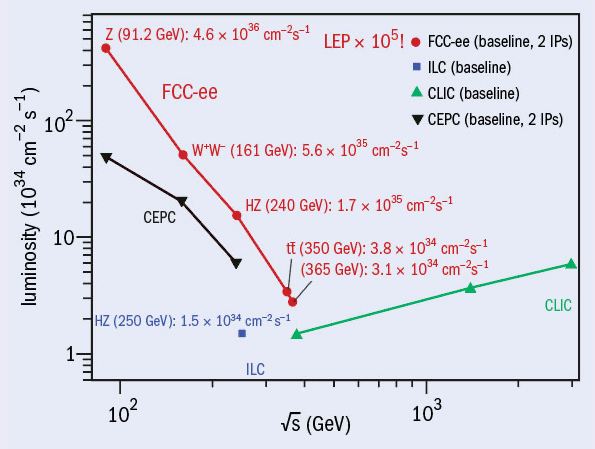 Z (91.2 GeV): 4.6 × 10³⁶ cm⁻²s⁻¹
LEP × 10⁵!
FCC-ee (baseline, 2 IPs)
ILC (baseline)
CLIC (baseline)
CEPC (baseline, 2 IPs)
FCC-ee
W⁺W⁻ (161 GeV): 5.6 × 10³⁵ cm⁻²s⁻¹
HZ (240 GeV): 1.7 × 10³⁵ cm⁻²s⁻¹
CEPC
tt̄ (350 GeV): 3.8 × 10³⁴ cm⁻²s⁻¹
(365 GeV): 3.1 × 10³⁴ cm⁻²s⁻¹
CLIC
HZ (250 GeV): 1.5 × 10³⁴ cm⁻²s⁻¹
ILC
luminosity (10³⁴ cm⁻² s⁻¹)
10²
10
1
10²
10³
√s (GeV)